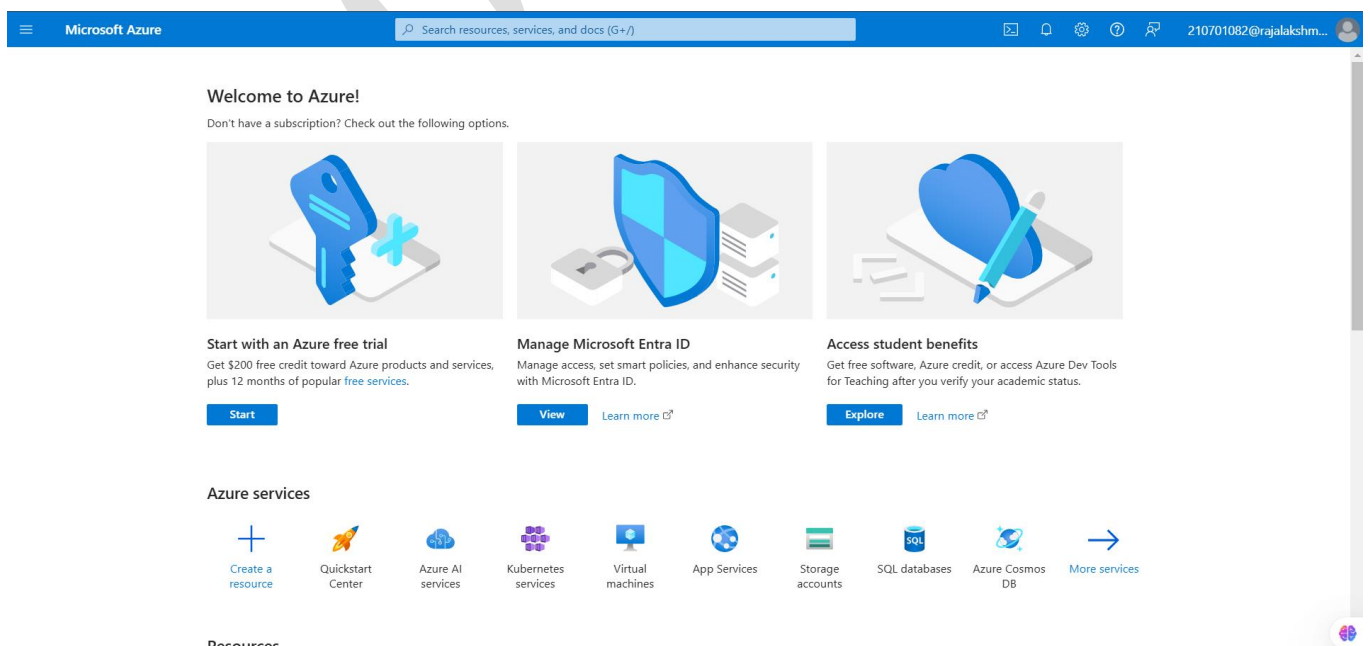 Microsoft Azure
Search resources, services, and docs (G+/)
210701082@rajalakshm...
Welcome to Azure!
Don't have a subscription? Check out the following options.
Start with an Azure free trial
Get $200 free credit toward Azure products and services,
plus 12 months of popular free services.
Start
Manage Microsoft Entra ID
Manage access, set smart policies, and enhance security
with Microsoft Entra ID.
View
Learn more
Access student benefits
Get free software, Azure credit, or access Azure Dev Tools
for Teaching after you verify your academic status.
Explore
Learn more
Azure services
Create a
resource
Quickstart
Center
Azure AI
services
Kubernetes
services
Virtual
machines
App Services
Storage
accounts
SQL
SQL databases
Azure Cosmos
DB
More services
Resources